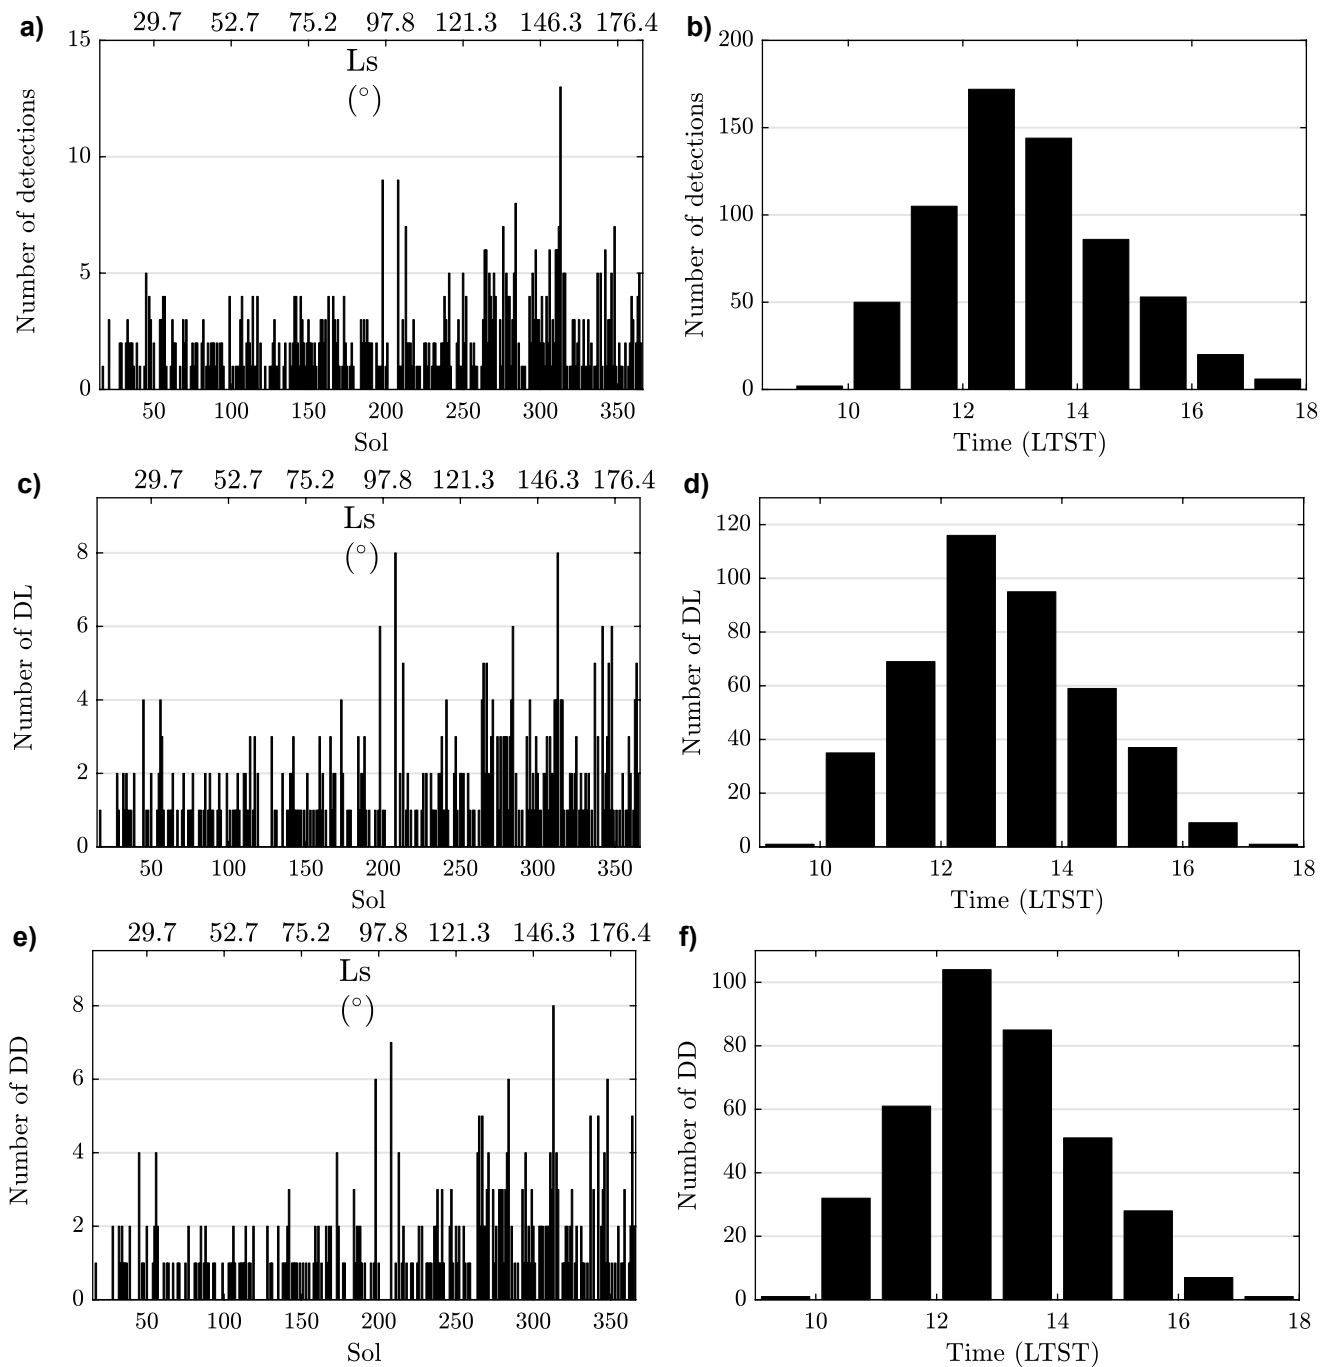 a)
29.7 52.7 75.2 97.8 121.3 146.3 176.4
Ls
(°)
15
10
5
0
Number of detections
50 100 150 200 250 300 350
Sol
b)
200
150
100
50
0
Number of detections
10 12 14 16 18
Time (LTST)
c)
29.7 52.7 75.2 97.8 121.3 146.3 176.4
Ls
(°)
8
6
4
2
0
Number of DL
50 100 150 200 250 300 350
Sol
d)
120
100
80
60
40
20
0
Number of DL
10 12 14 16 18
Time (LTST)
e)
29.7 52.7 75.2 97.8 121.3 146.3 176.4
Ls
(°)
8
6
4
2
0
Number of DD
50 100 150 200 250 300 350
Sol
f)
100
80
60
40
20
0
Number of DD
10 12 14 16 18
Time (LTST)